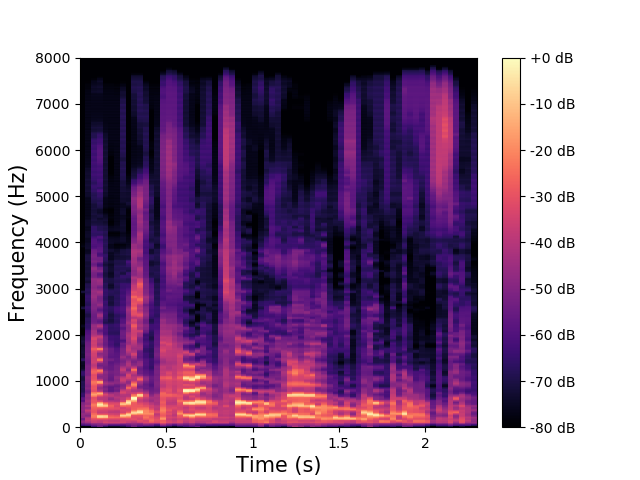 8000
7000
6000
5000
4000
3000
2000
1000
0
Frequency (Hz)
0
0.5
1
1.5
2
Time (s)
+0 dB
-10 dB
-20 dB
-30 dB
-40 dB
-50 dB
-60 dB
-70 dB
-80 dB